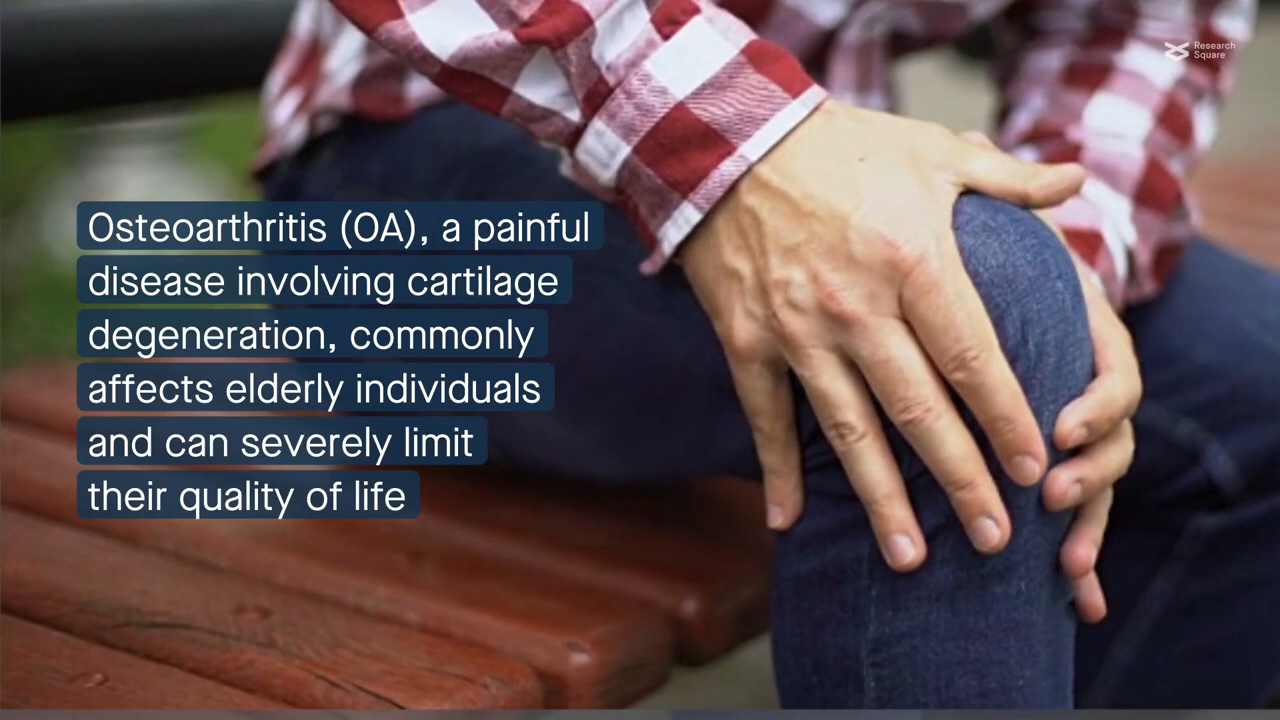 Research
Square
Osteoarthritis (OA), a painful
disease involving cartilage
degeneration, commonly
affects elderly individuals
and can severely limit
their quality of life